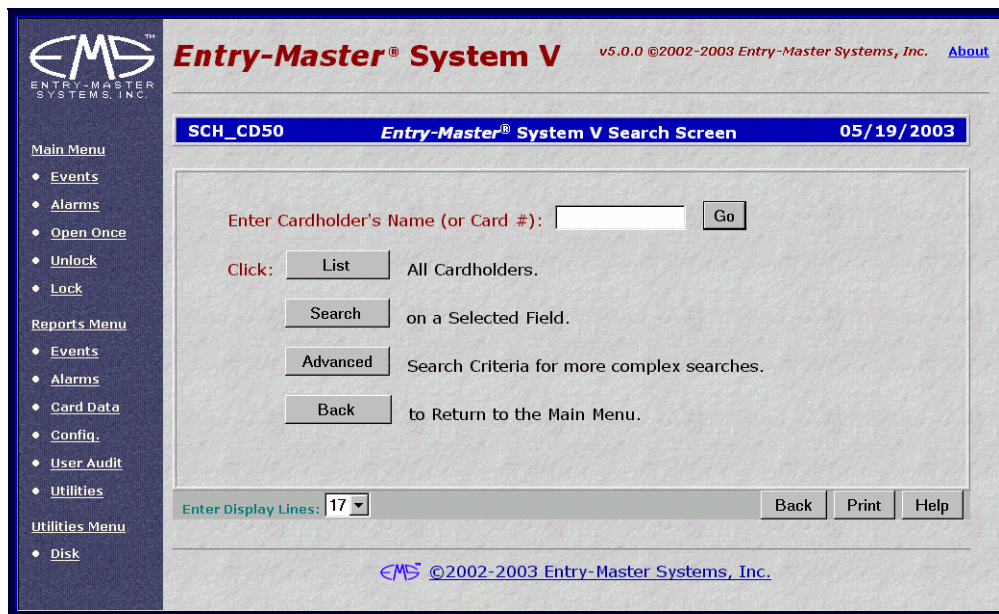 EMS™
ENTRY-MASTER
SYSTEMS, INC.
Entry-Master® System V
v5.0.0 ©2002-2003 Entry-Master Systems, Inc.
About
SCH_CD50
Entry-Master® System V Search Screen
05/19/2003
Main Menu
• Events
• Alarms
• Open Once
• Unlock
• Lock
Reports Menu
• Events
• Alarms
• Card Data
• Config.
• User Audit
• Utilities
Utilities Menu
• Disk
Enter Cardholder's Name (or Card #):
Go
Click: List All Cardholders.
Search on a Selected Field.
Advanced Search Criteria for more complex searches.
Back to Return to the Main Menu.
Enter Display Lines: 17
Back
Print
Help
EMS™ ©2002-2003 Entry-Master Systems, Inc.